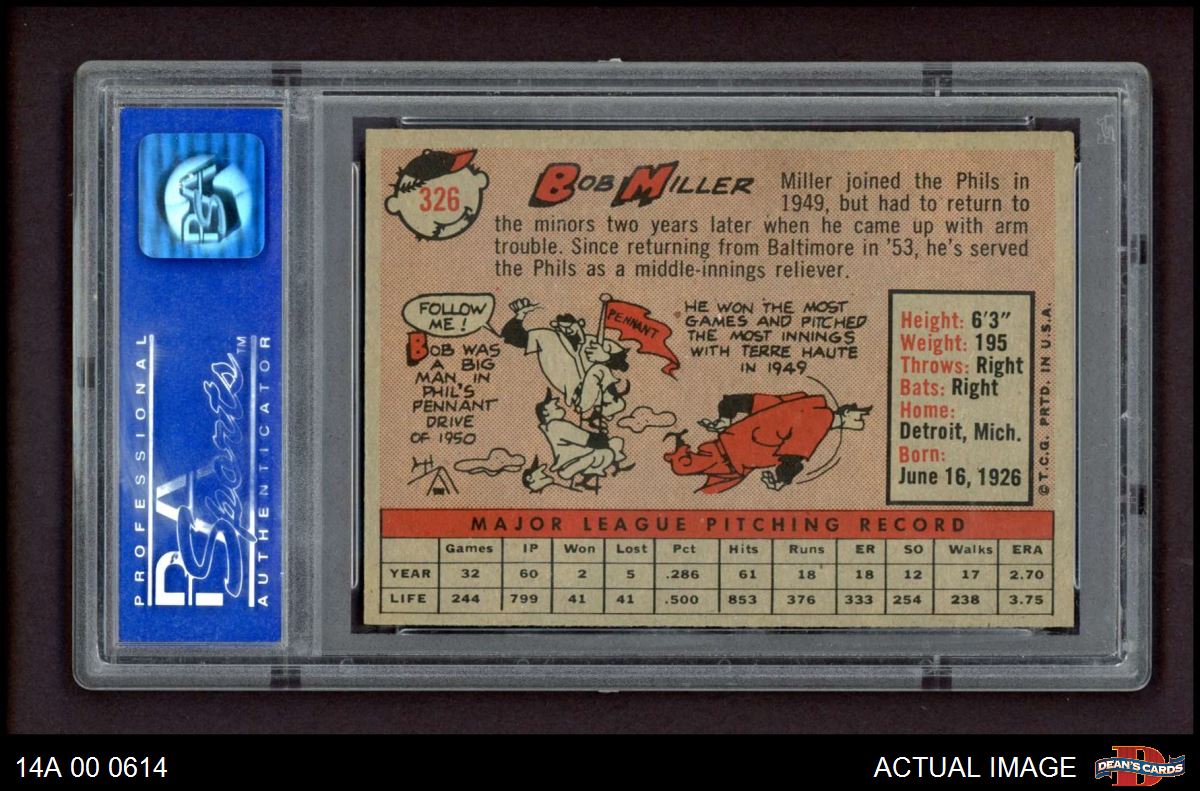 PSA
PROFESSIONAL
PSA
Sports™
AUTHENTICATOR
326
BOB MILLER
Miller joined the Phils in
1949, but had to return to
the minors two years later when he came up with arm
trouble. Since returning from Baltimore in '53, he's served
the Phils as a middle-innings reliever.
FOLLOW
ME!
BOB WAS
A BIG
MAN IN
PHIL'S
PENNANT
DRIVE
OF 1950
PENNANT
HE WON THE MOST
GAMES AND PITCHED
THE MOST INNINGS
WITH TERRE HAUTE
IN 1949
Height: 6'3"
Weight: 195
Throws: Right
Bats: Right
Home:
Detroit, Mich.
Born:
June 16, 1926
© T.C.G. PRTD. IN U.S.A.
MAJOR LEAGUE PITCHING RECORD
Games IP Won Lost Pct Hits Runs ER SO Walks ERA
YEAR 32 60 2 5 .286 61 18 18 12 17 2.70
LIFE 244 799 41 41 .500 853 376 333 254 238 3.75
14A 00 0614
ACTUAL IMAGE
DEAN'S CARDS